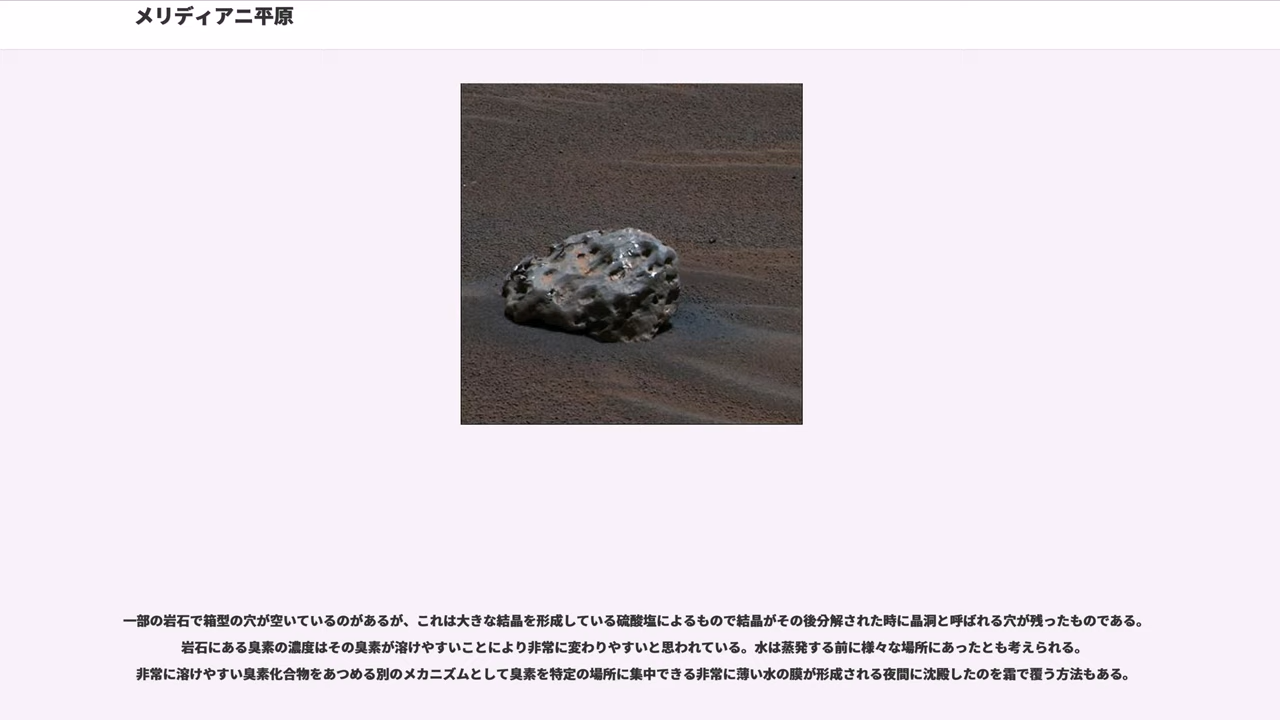 メリディアニ平原
一部の岩石で箱型の穴が空いているのがあるが、これは大きな結晶を形成している硫酸塩によるもので結晶がその後分解された時に晶洞と呼ばれる穴が残ったものである。
岩石にある臭素の濃度はその臭素が溶けやすいことにより非常に変わりやすいと思われている。水は蒸発する前に様々な場所にあったとも考えられる。
非常に溶けやすい臭素化合物をあつめる別のメカニズムとして臭素を特定の場所に集中できる非常に薄い水の膜が形成される夜間に沈殿したのを霜で覆う方法もある。